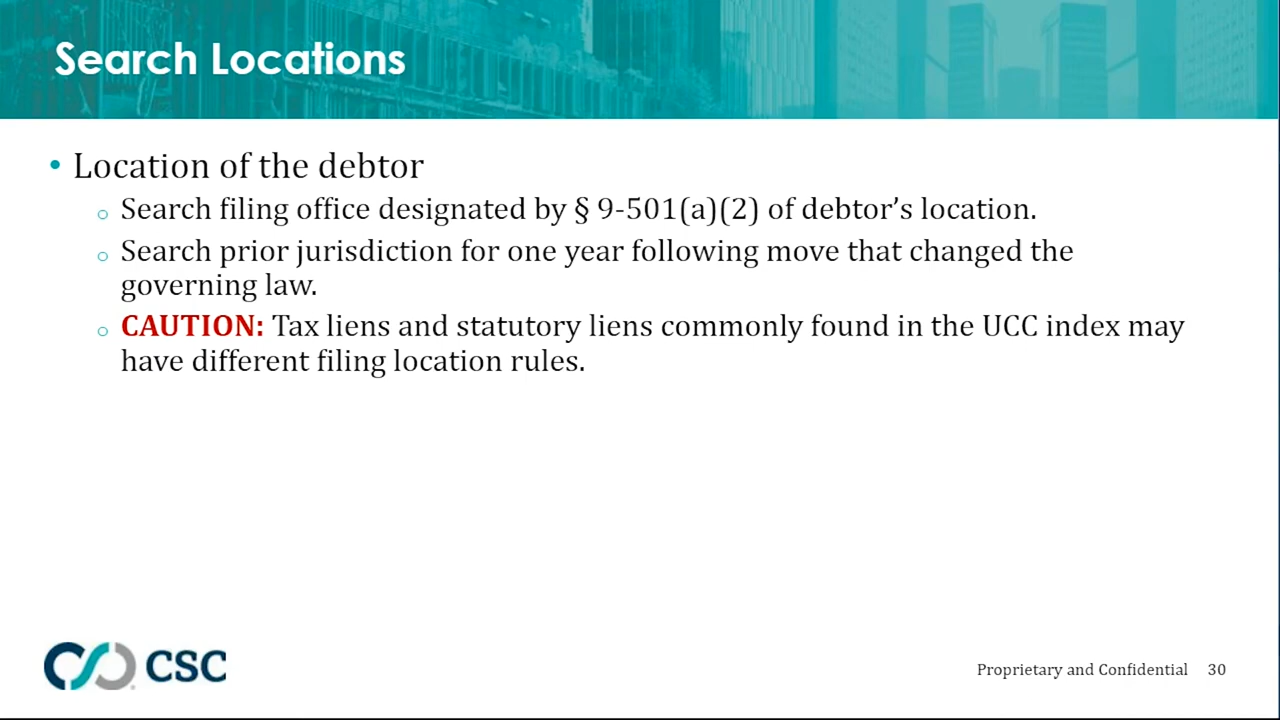 Search Locations
• Location of the debtor
o Search filing office designated by § 9-501(a)(2) of debtor’s location.
o Search prior jurisdiction for one year following move that changed the
governing law.
o CAUTION: Tax liens and statutory liens commonly found in the UCC index may
have different filing location rules.
CSC
Proprietary and Confidential 30